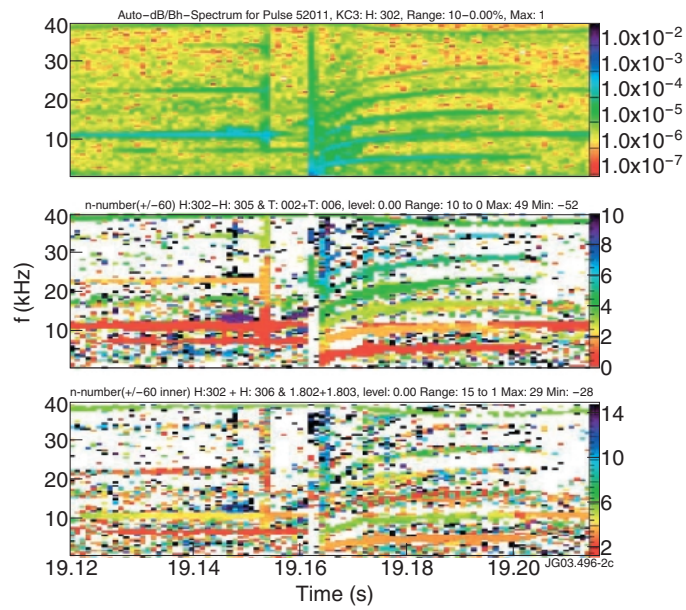 Auto-dB/Bh-Spectrum for Pulse 52011, KC3: H: 302, Range: 10–0.00%, Max: 1
40
30
20
10
1.0x10⁻²
1.0x10⁻³
1.0x10⁻⁴
1.0x10⁻⁵
1.0x10⁻⁶
1.0x10⁻⁷
n-number(+/−60) H:302−H: 305 & T: 002+T: 006, level: 0.00 Range: 10 to 0 Max: 49 Min: −52
40
30
20
10
f (kHz)
10
8
6
4
2
0
n-number(+/−60 inner) H:302 + H: 306 & 1.802+1.803, level: 0.00 Range: 15 to 1 Max: 29 Min: −28
40
30
20
10
0
14
12
10
8
6
4
2
19.12 19.14 19.16 19.18 19.20
JG03.496-2c
Time (s)